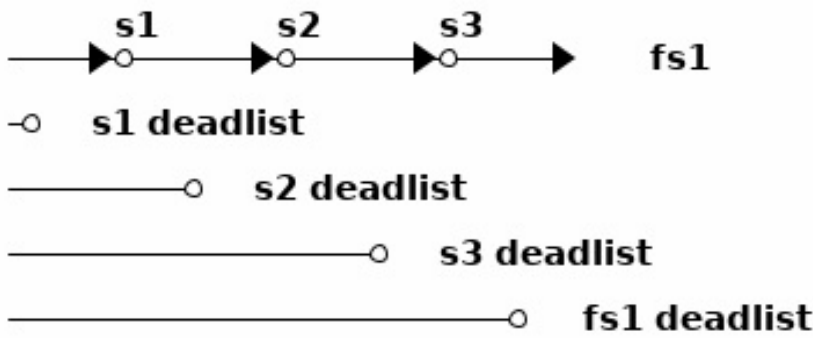 s1 s2 s3
fs1
s1 deadlist
s2 deadlist
s3 deadlist
fs1 deadlist